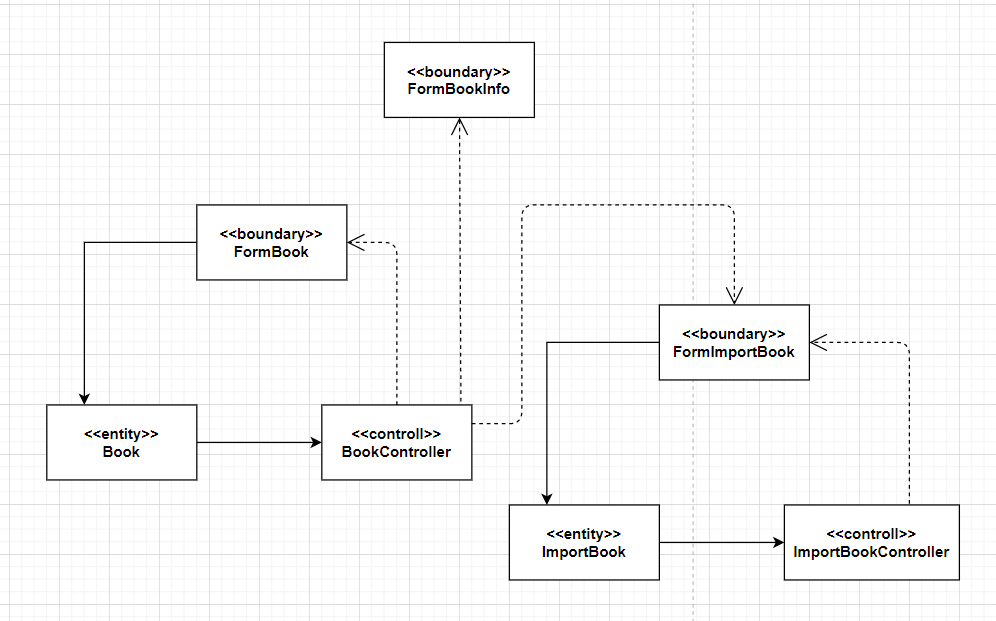 <<boundary>>
FormBookInfo
<<boundary>>
FormBook
<<boundary>>
FormImportBook
<<entity>>
Book
<<controll>>
BookController
<<entity>>
ImportBook
<<controll>>
ImportBookController